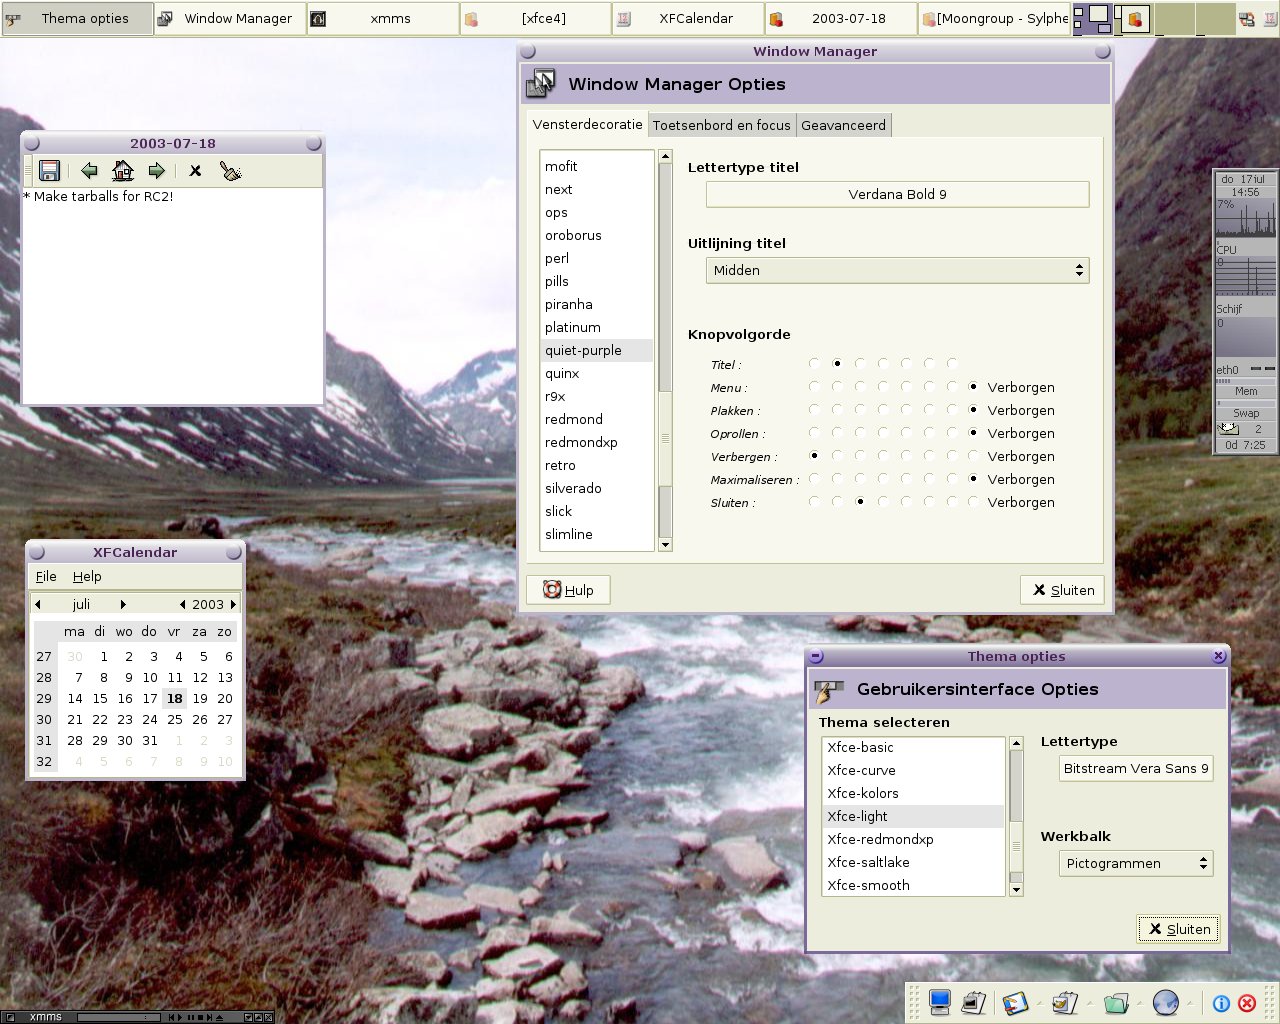 Thema opties
Window Manager
xmms
[xfce4]
XFCalendar
2003-07-18
[Moongroup - Sylphe
Window Manager
Window Manager Opties
Vensterdecoratie
Toetsenbord en focus
Geavanceerd
mofit
next
ops
oroborus
perl
pills
piranha
platinum
quiet-purple
quinx
r9x
redmond
redmondxp
retro
silverado
slick
slimline
Lettertype titel
Verdana Bold 9
Uitlijning titel
Midden
Knopvolgorde
Titel :
Menu : Verborgen
Plakken : Verborgen
Oprollen : Verborgen
Verbergen : Verborgen
Maximaliseren : Verborgen
Sluiten : Verborgen
Hulp
Sluiten
2003-07-18
* Make tarballs for RC2!
do 17 jul
14:56
7%
CPU
0
Schijf
0
eth0
Mem
Swap
2
0d 7:25
XFCalendar
File Help
juli 2003
ma di wo do vr za zo
27 30 1 2 3 4 5 6
28 7 8 9 10 11 12 13
29 14 15 16 17 18 19 20
30 21 22 23 24 25 26 27
31 28 29 30 31 1 2 3
32 4 5 6 7 8 9 10
Thema opties
Gebruikersinterface Opties
Thema selecteren
Xfce-basic
Xfce-curve
Xfce-kolors
Xfce-light
Xfce-redmondxp
Xfce-saltlake
Xfce-smooth
Lettertype
Bitstream Vera Sans 9
Werkbalk
Pictogrammen
Sluiten
xmms